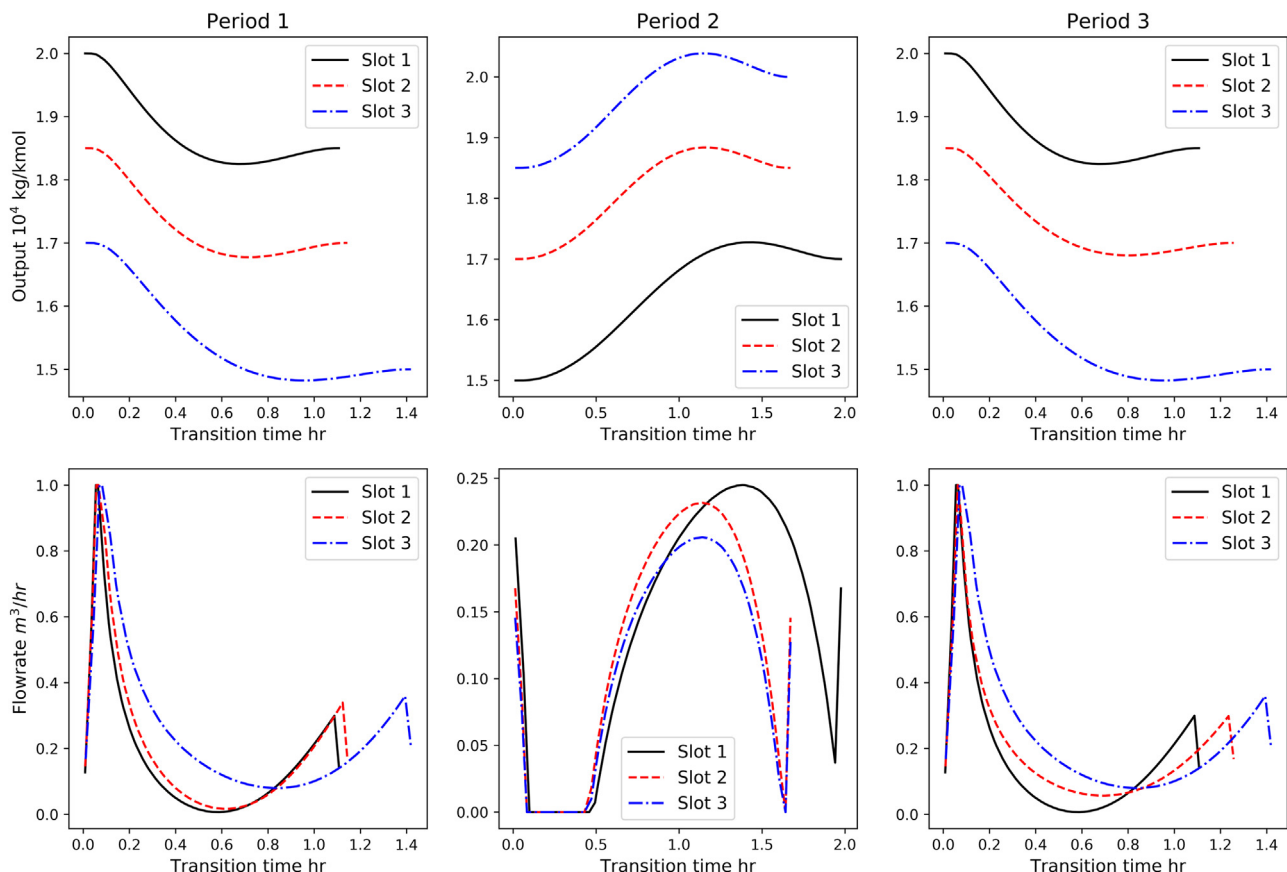 Period 1
Period 2
Period 3
Output 10⁴ kg/kmol
2.0
1.9
1.8
1.7
1.6
1.5
Slot 1
Slot 2
Slot 3
0.0 0.2 0.4 0.6 0.8 1.0 1.2 1.4
Transition time hr
2.0
1.9
1.8
1.7
1.6
1.5
Slot 1
Slot 2
Slot 3
0.0 0.5 1.0 1.5 2.0
Transition time hr
2.0
1.9
1.8
1.7
1.6
1.5
Slot 1
Slot 2
Slot 3
0.0 0.2 0.4 0.6 0.8 1.0 1.2 1.4
Transition time hr
Flowrate m³/hr
1.0
0.8
0.6
0.4
0.2
0.0
Slot 1
Slot 2
Slot 3
0.0 0.2 0.4 0.6 0.8 1.0 1.2 1.4
Transition time hr
0.25
0.20
0.15
0.10
0.05
0.00
Slot 1
Slot 2
Slot 3
0.0 0.5 1.0 1.5 2.0
Transition time hr
1.0
0.8
0.6
0.4
0.2
0.0
Slot 1
Slot 2
Slot 3
0.0 0.2 0.4 0.6 0.8 1.0 1.2 1.4
Transition time hr